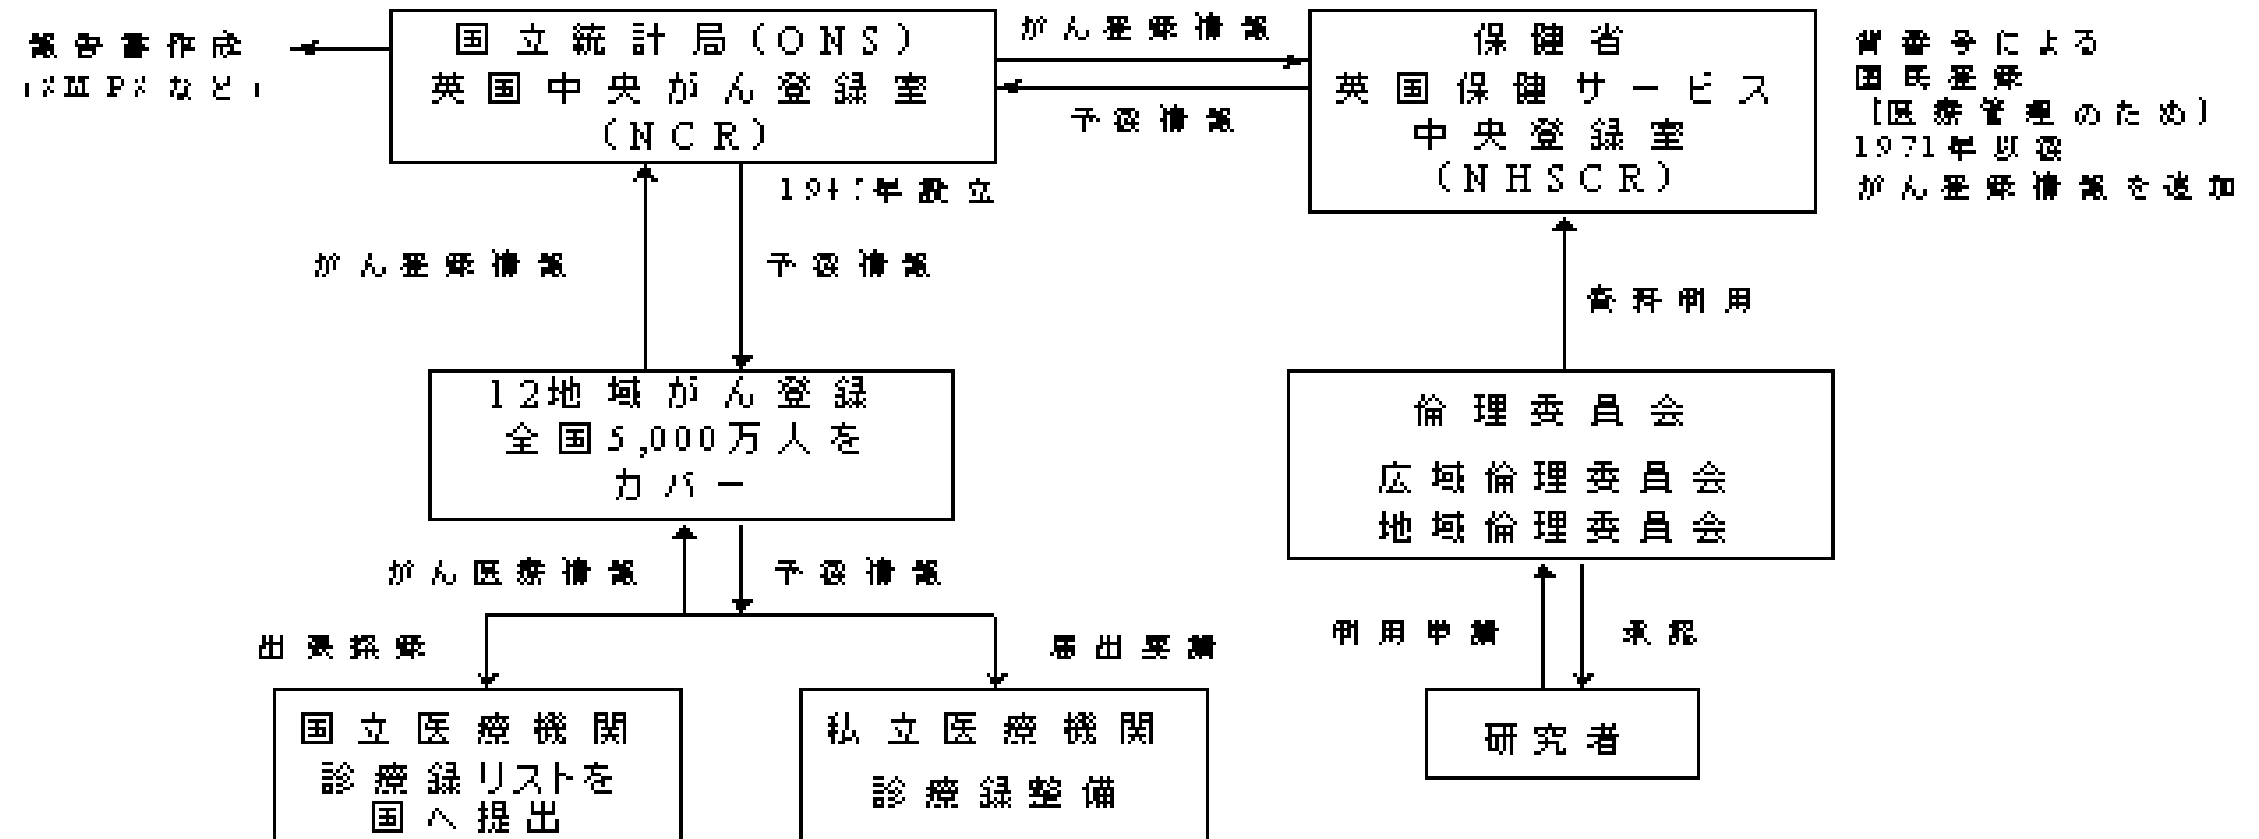 報告書作成
国立統計局(ONS)
英国中央がん登録室
(NCR)
がん登録情報
予後情報
保健省
英国保健サービス
中央登録室
(NHSCR)
背番号による
国民登録
[医療管理のため]
1971年以後
がん登録情報を追加
年設立
がん登録情報
予後情報
資料利用
12地域がん登録
全国5,000万人を
カバー
倫理委員会
広域倫理委員会
地域倫理委員会
がん医療情報
予後情報
出張採録
届出要請
利用申請
承認
国立医療機関
診療録リストを
国へ提出
私立医療機関
診療録整備
研究者